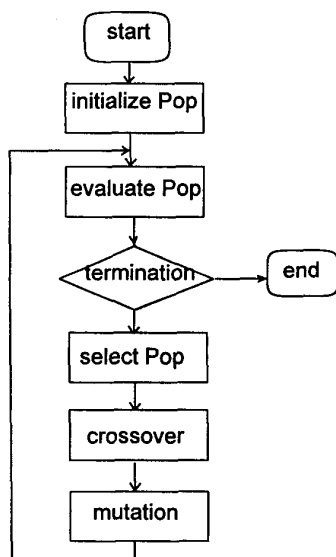 start
initialize Pop
evaluate Pop
termination
end
select Pop
crossover
mutation